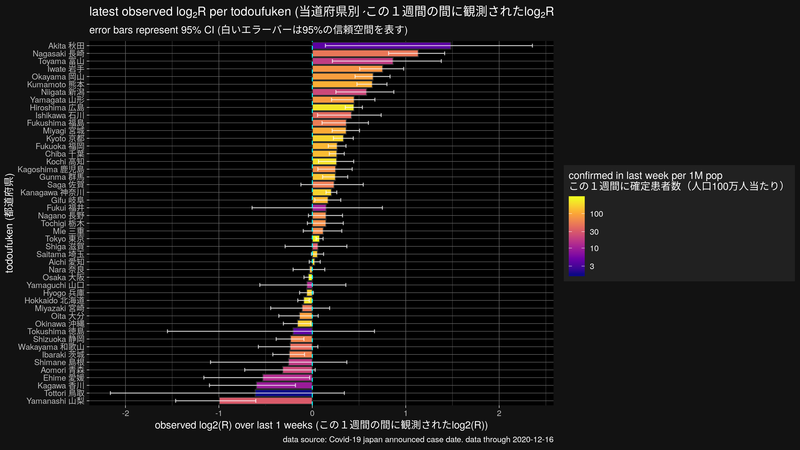 latest observed log₂R per todoufuken (当道府県別 この１週間の間に観測されたlog₂R
error bars represent 95% CI (白いエラーバーは95%の信頼空間を表す)
todoufuken (都道府県)
Akita 秋田
Nagasaki 長崎
Toyama 富山
Iwate 岩手
Okayama 岡山
Kumamoto 熊本
Niigata 新潟
Yamagata 山形
Hiroshima 広島
Ishikawa 石川
Fukushima 福島
Miyagi 宮城
Kyoto 京都
Fukuoka 福岡
Chiba 千葉
Kochi 高知
Kagoshima 鹿児島
Gunma 群馬
Saga 佐賀
Kanagawa 神奈川
Gifu 岐阜
Fukui 福井
Nagano 長野
Tochigi 栃木
Mie 三重
Tokyo 東京
Shiga 滋賀
Saitama 埼玉
Aichi 愛知
Nara 奈良
Osaka 大阪
Yamaguchi 山口
Hyogo 兵庫
Hokkaido 北海道
Miyazaki 宮崎
Oita 大分
Okinawa 沖縄
Tokushima 徳島
Shizuoka 静岡
Wakayama 和歌山
Ibaraki 茨城
Shimane 島根
Aomori 青森
Ehime 愛媛
Kagawa 香川
Tottori 鳥取
Yamanashi 山梨
-2 -1 0 1 2
observed log2(R) over last 1 weeks (この１週間の間に観測されたlog2(R))
confirmed in last week per 1M pop
この１週間に確定患者数（人口100万人当たり）
100
30
10
3
data source: Covid-19 japan announced case date. data through 2020-12-16